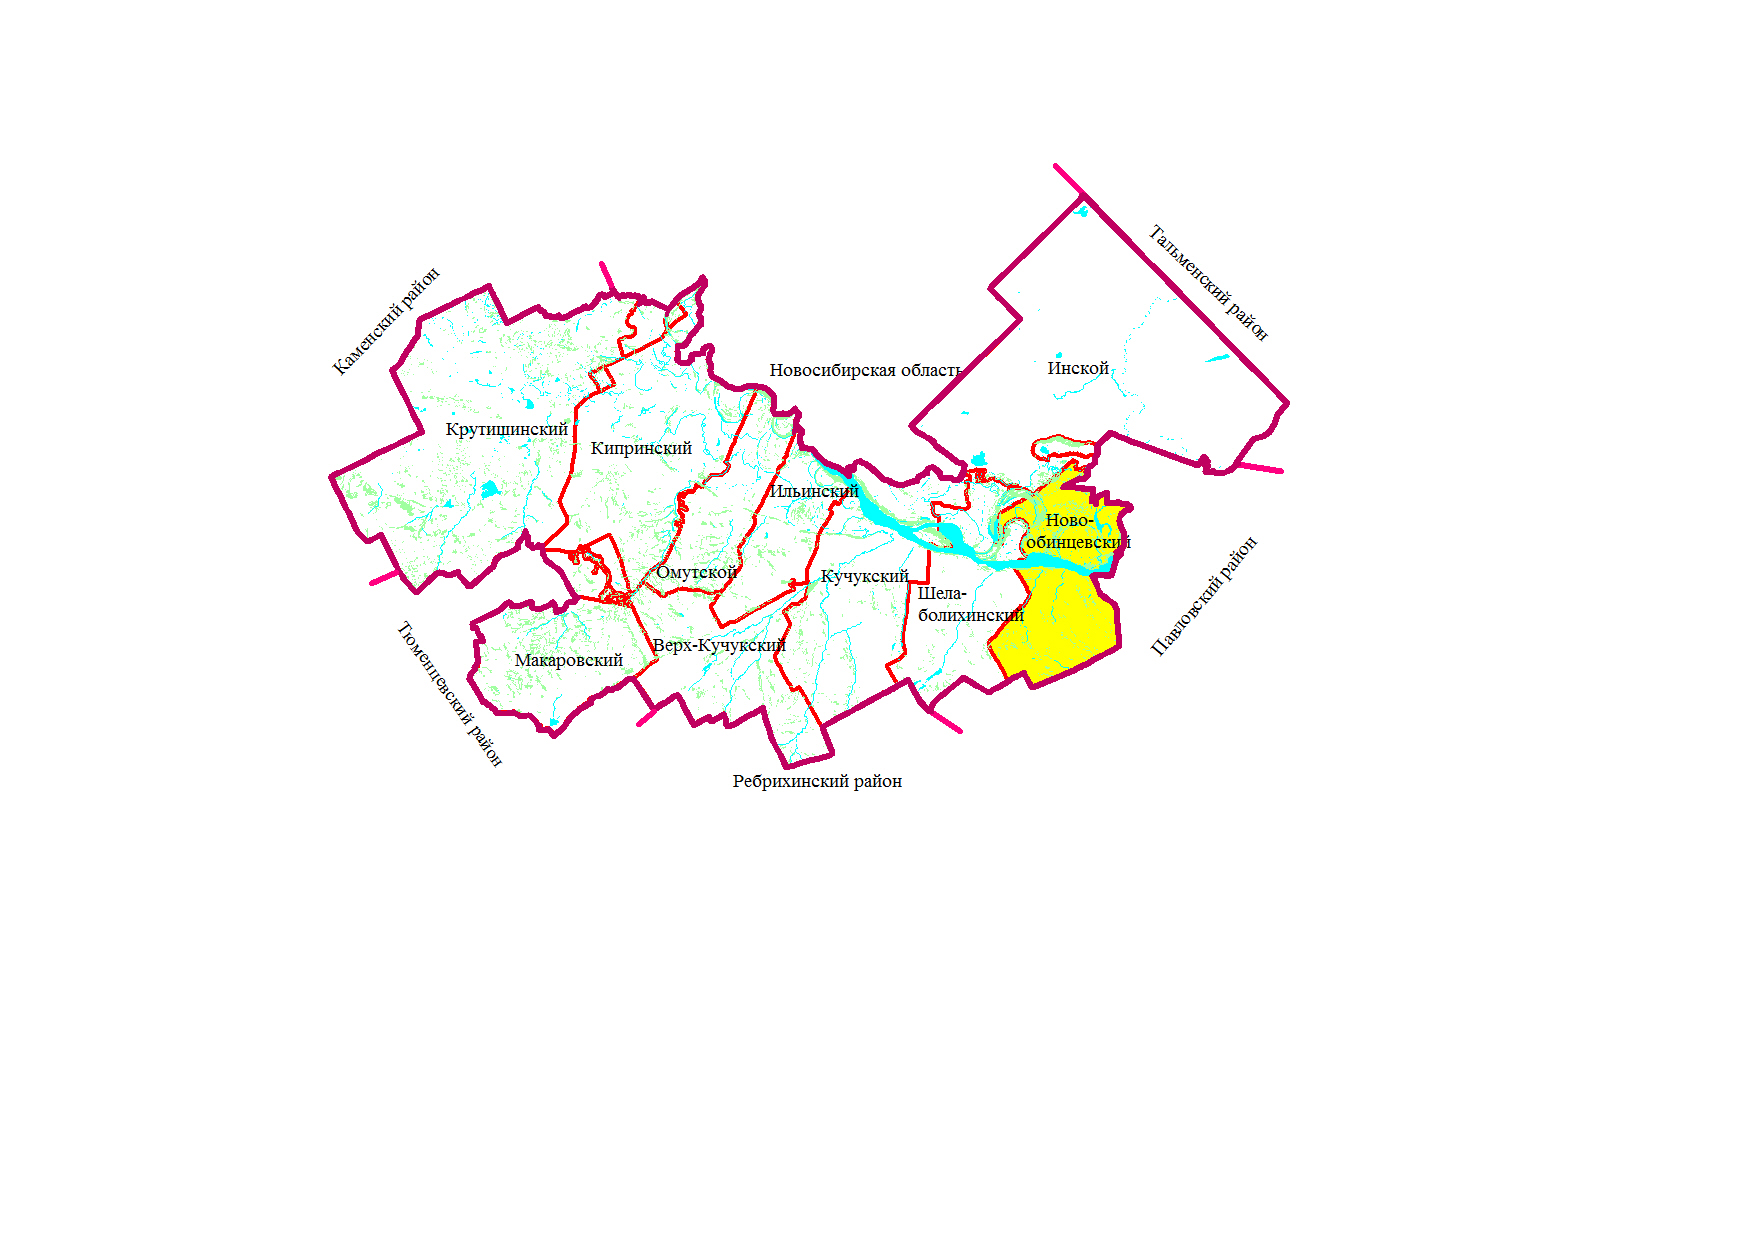 Тальменский район
Каменский район
Новосибирская область
Инской
Крутишинский
Кипринский
Ильинский
Ново-
обинцевский
Омутской
Кучукский
Шела-
болихинский
Павловский район
Верх-Кучукский
Макаровский
Тюменцевский район
Ребрихинский район